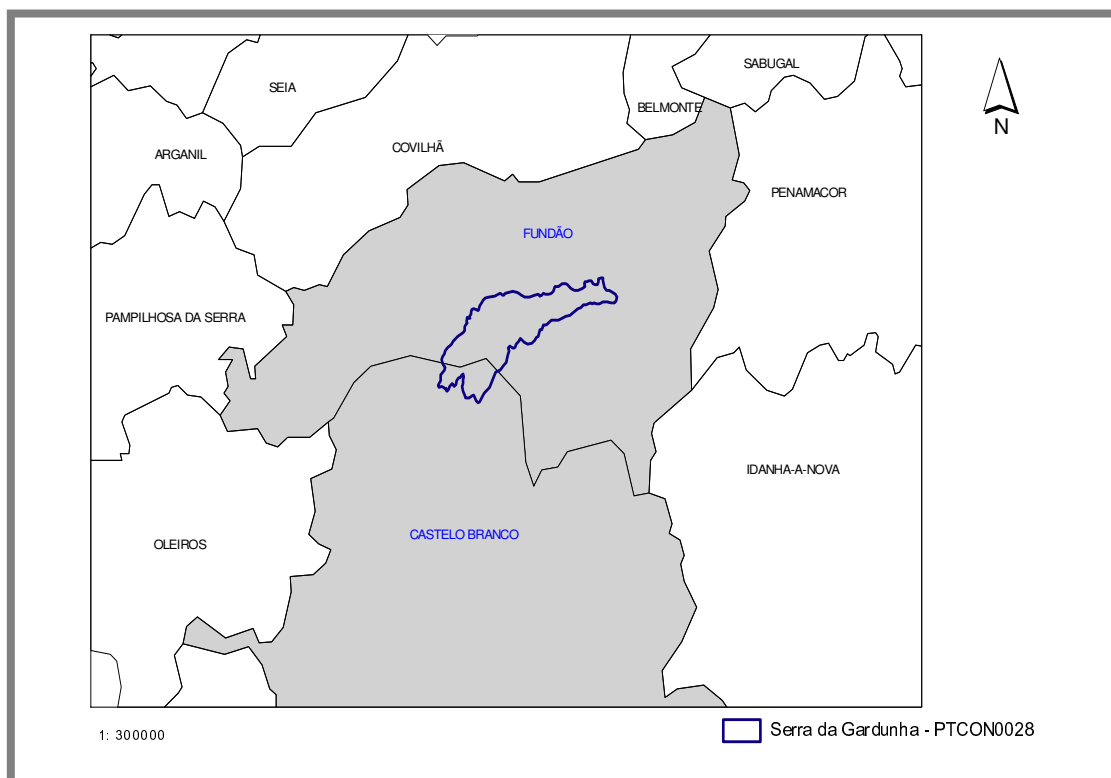 SABUGAL
SEIA
BELMONTE
N
COVILHÃ
ARGANIL
PENAMACOR
FUNDÃO
PAMPILHOSA DA SERRA
IDANHA-A-NOVA
CASTELO BRANCO
OLEIROS
Serra da Gardunha - PTCON0028
1: 300000